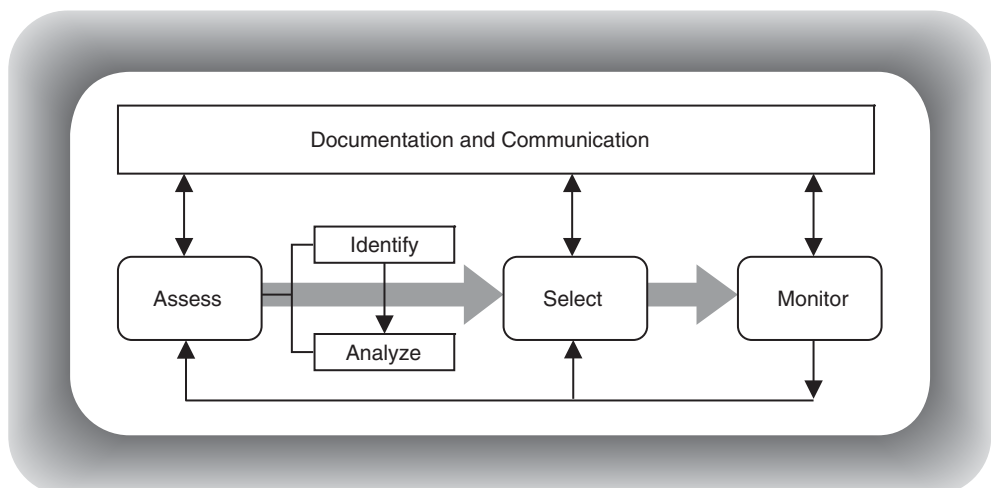 Documentation and Communication
Identify
Assess
Select
Monitor
Analyze